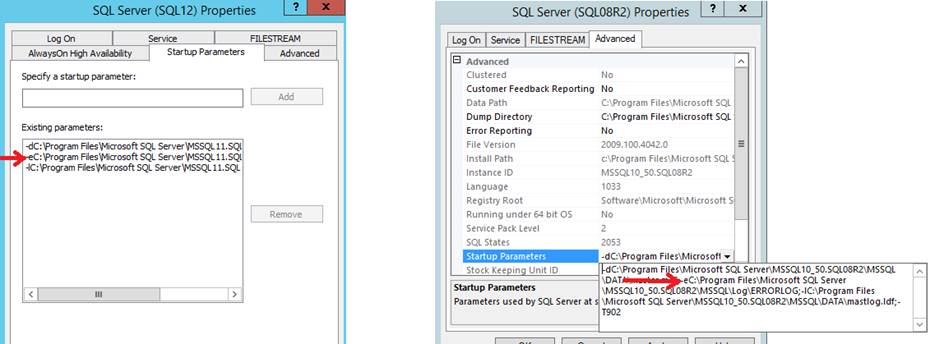 SQL Server (SQL12) Properties
?
X
Log On
Service
FILESTREAM
AlwaysOn High Availability
Startup Parameters
Advanced
Specify a startup parameter:
Add
Existing parameters:
-dC:\Program Files\Microsoft SQL Server\MSSQL11.SQL
-eC:\Program Files\Microsoft SQL Server\MSSQL11.SQL
-lC:\Program Files\Microsoft SQL Server\MSSQL11.SQL
Remove
SQL Server (SQL08R2) Properties
?
X
Log On
Service
FILESTREAM
Advanced
Advanced
Clustered No
Customer Feedback Reporting No
Data Path C:\Program Files\Microsoft SQL
Dump Directory C:\Program Files\Microsoft SQL
Error Reporting No
File Version 2009.100.4042.0
Install Path c:\Program Files\Microsoft SQL
Instance ID MSSQL10_50.SQL08R2
Language 1033
Registry Root Software\Microsoft\Microsoft S
Running under 64 bit OS No
Service Pack Level 2
SQL States 2053
Startup Parameters -dC:\Program Files\Microsoft
Stock Keeping Unit ID
-dC:\Program Files\Microsoft SQL Server\MSSQL10_50.SQL08R2\MSSQL
\DATA\ -eC:\Program Files\Microsoft SQL Server
\MSSQL10_50.SQL08R2\MSSQL\Log\ERRORLOG;-lC:\Program Files
\Microsoft SQL Server\MSSQL10_50.SQL08R2\MSSQL\DATA\mastlog.ldf;-
T902
Startup Parameters
Parameters used by SQL Server at s